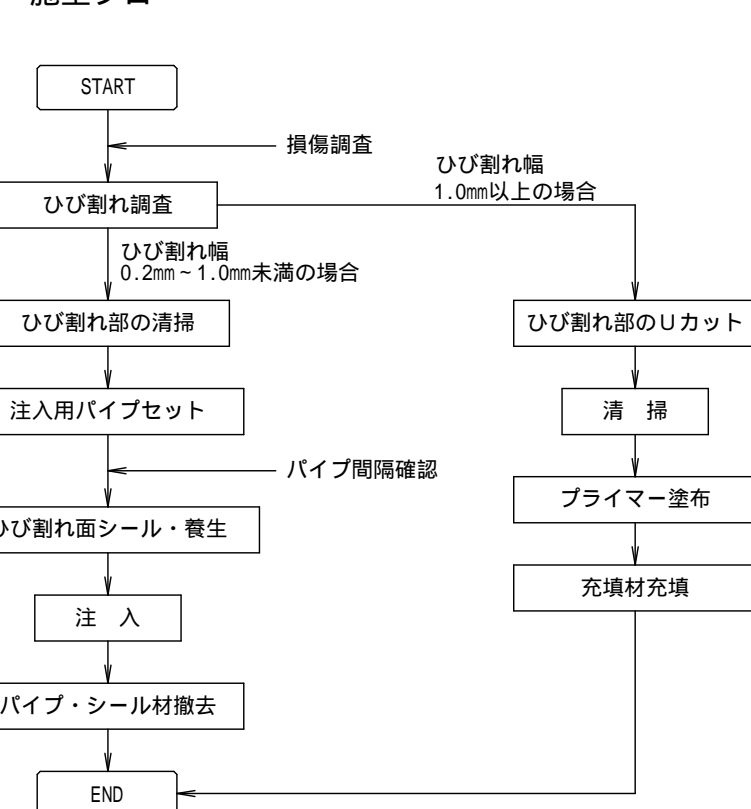 START
損傷調査
ひび割れ幅
1.0㎜以上の場合
ひび割れ調査
ひび割れ幅
0.2㎜~1.0㎜未満の場合
ひび割れ部の清掃
ひび割れ部のUカット
注入用パイプセット
清　掃
パイプ間隔確認
プライマー塗布
ひび割れ面シール・養生
充填材充填
注　入
パイプ・シール材撤去
END